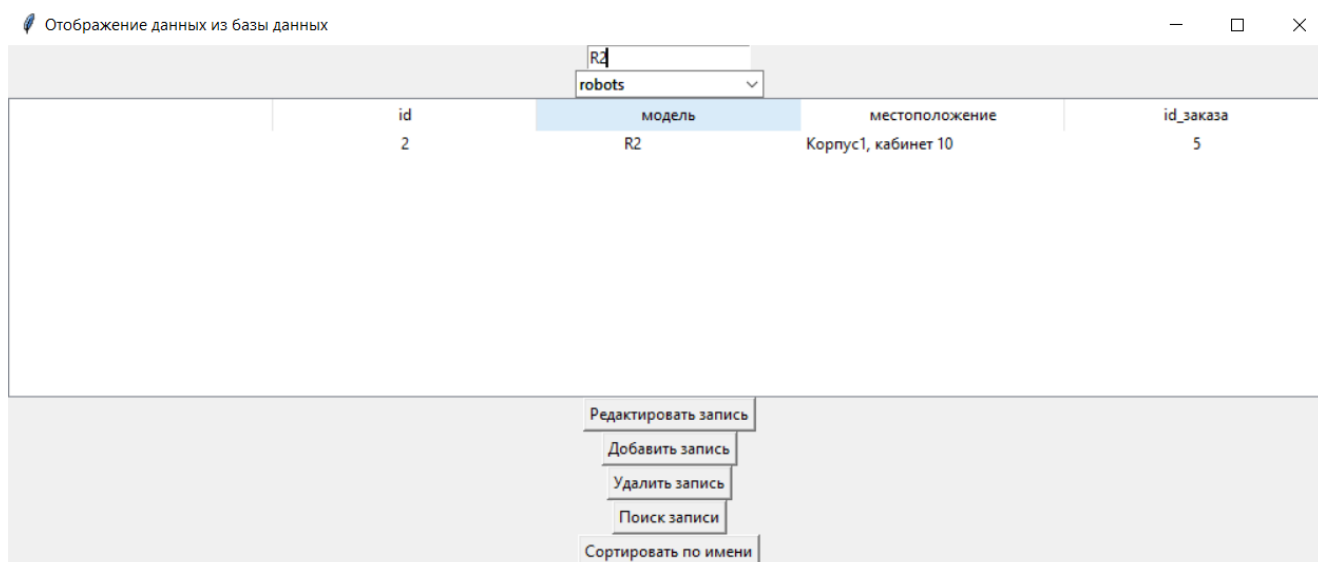 Отображение данных из базы данных
R2
robots
id модель местоположение id_заказа
2 R2 Корпус1, кабинет 10 5
Редактировать запись
Добавить запись
Удалить запись
Поиск записи
Сортировать по имени